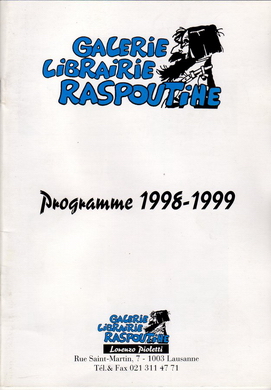 GALERIE
LIBRAIRIE
RASPOUTINE
Programme 1998-1999
GALERIE
LIBRAIRIE
RASPOUTINE
Lorenzo Pioletti
Rue Saint-Martin, 7 - 1003 Lausanne
Tél.& Fax 021 311 47 71